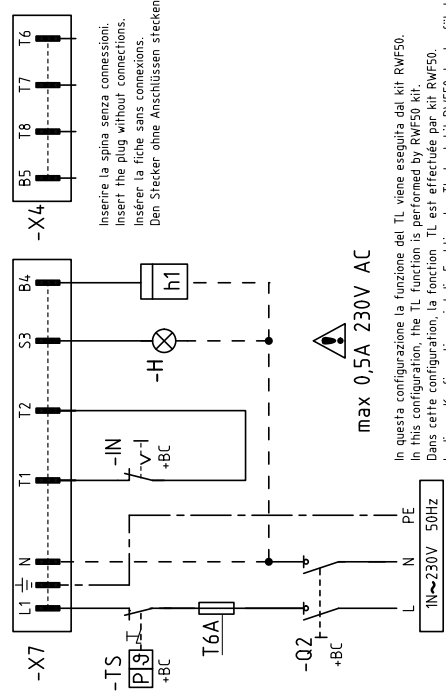 -X7
L1
N
T1
T2
S3
B4
-X4
B5
T8
T7
T6
Inserire la spina senza connessioni.
Insert the plug without connections.
Insérer la fiche sans connexions.
Den Stecker ohne Anschlüssen stecken
-TS
P ϑ
+BC
T6A
-IN
+BC
-H
h1
-Q2
+BC
L
N
PE
1N~230V 50Hz
max 0,5A 230V AC
In questa configurazione la funzione del TL viene eseguita dal kit RWF50.
In this configuration, the TL function is performed by RWF50 kit.
Dans cette configuration, la fonction TL est effectuée par kit RWF50.